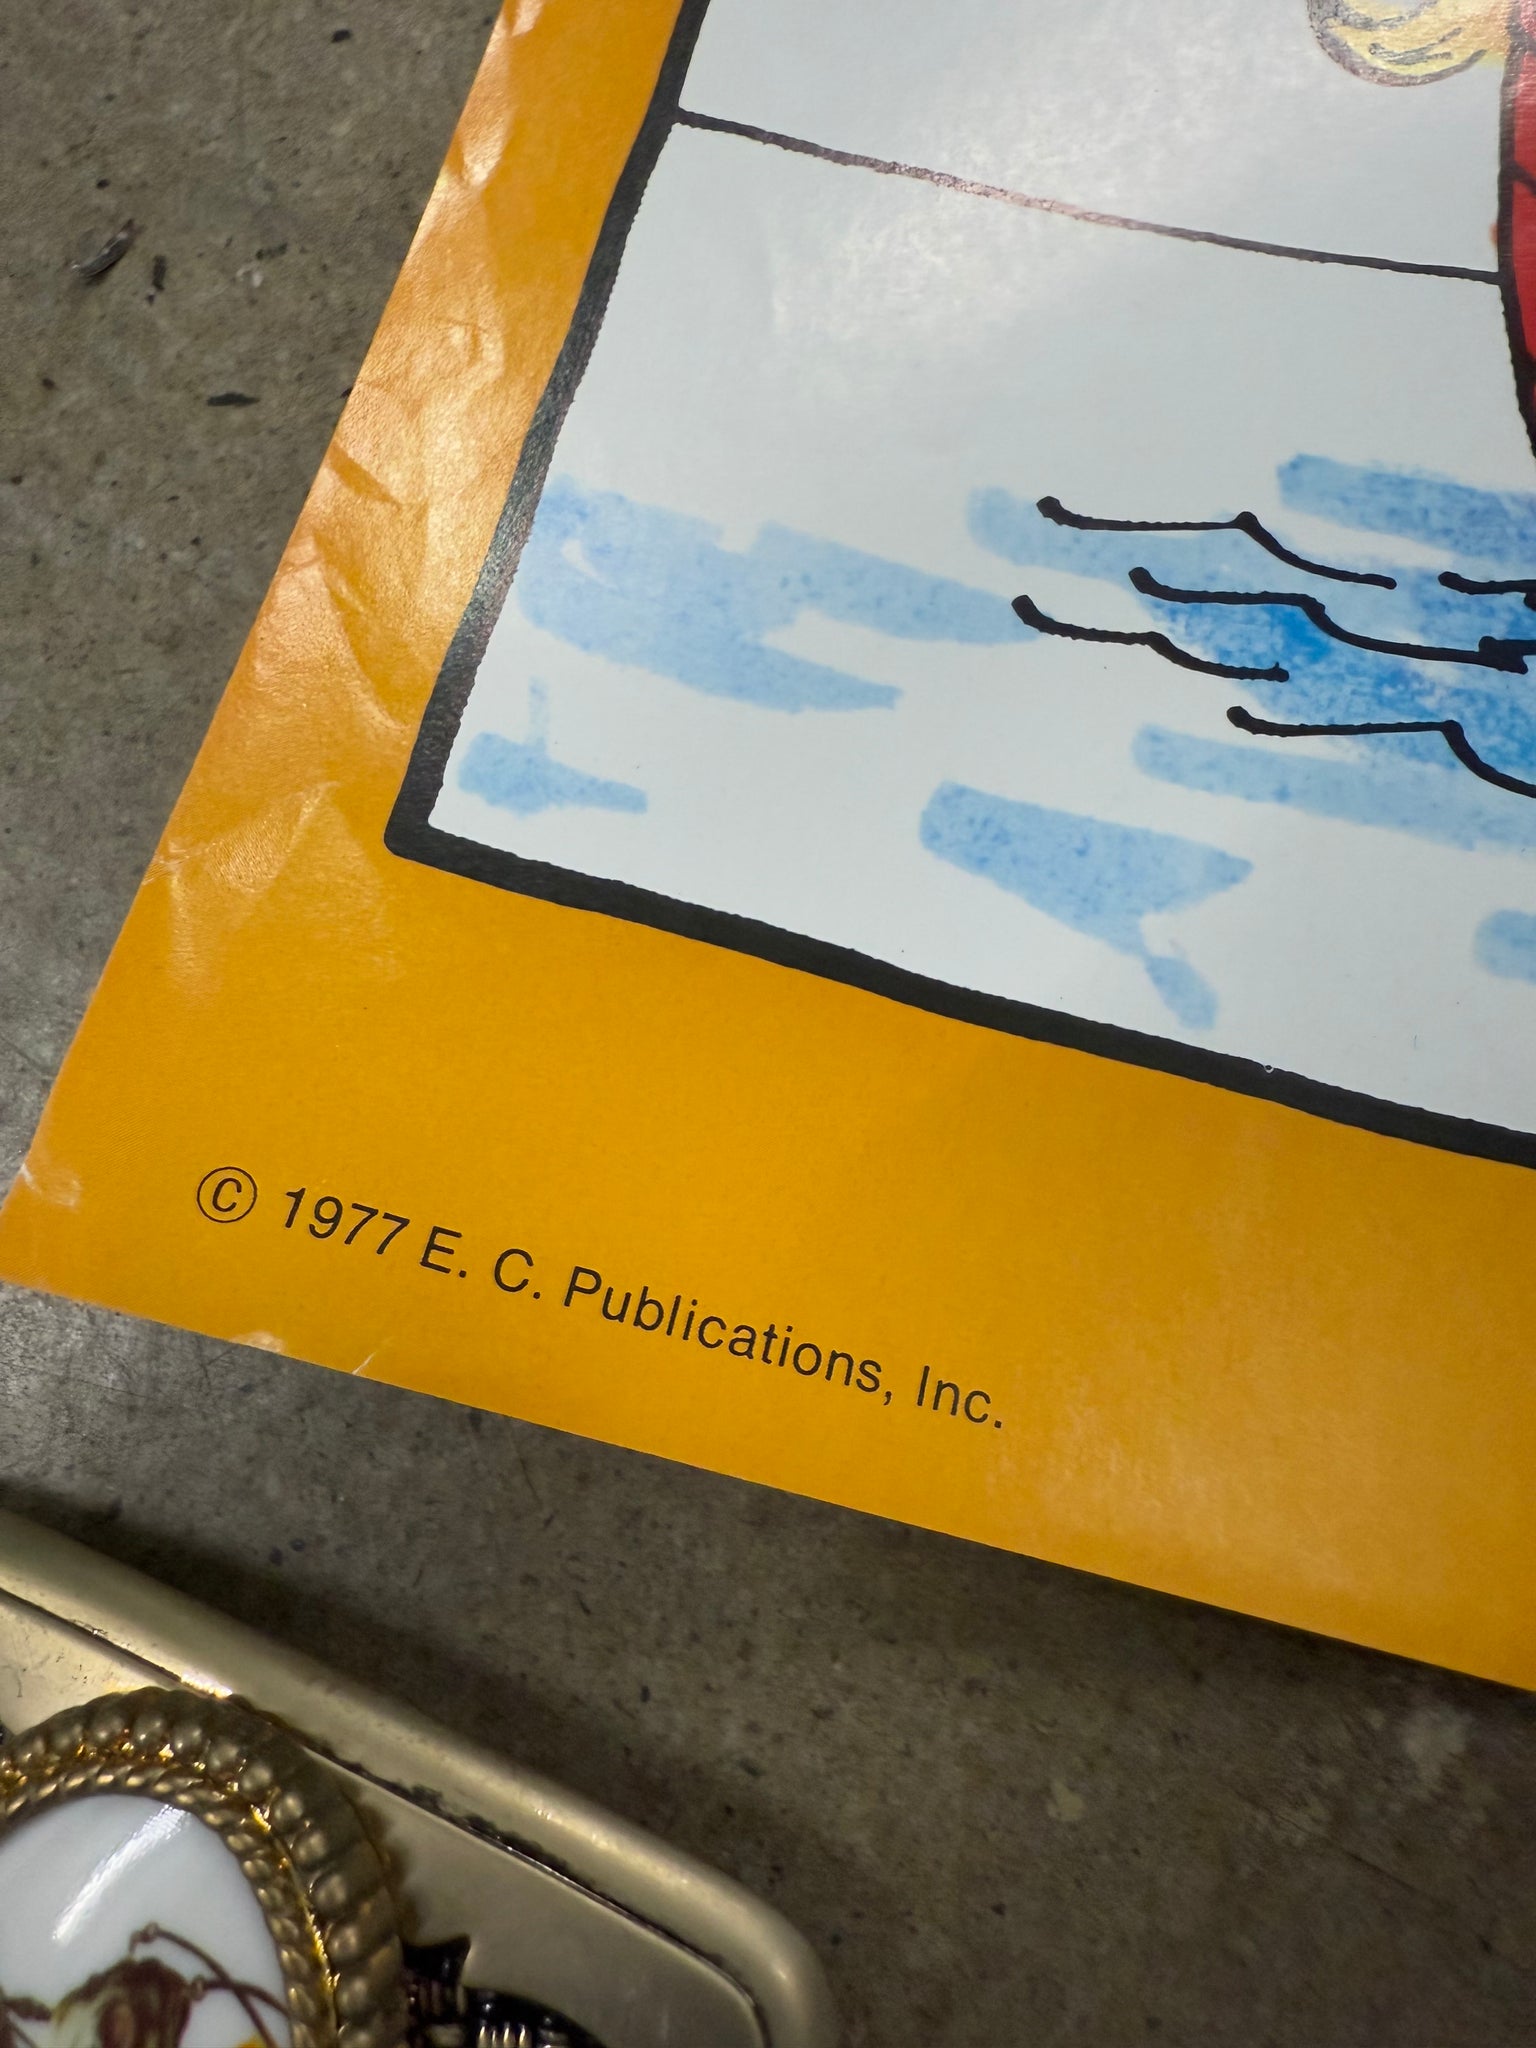 © 1977 E. C. Publications, Inc.